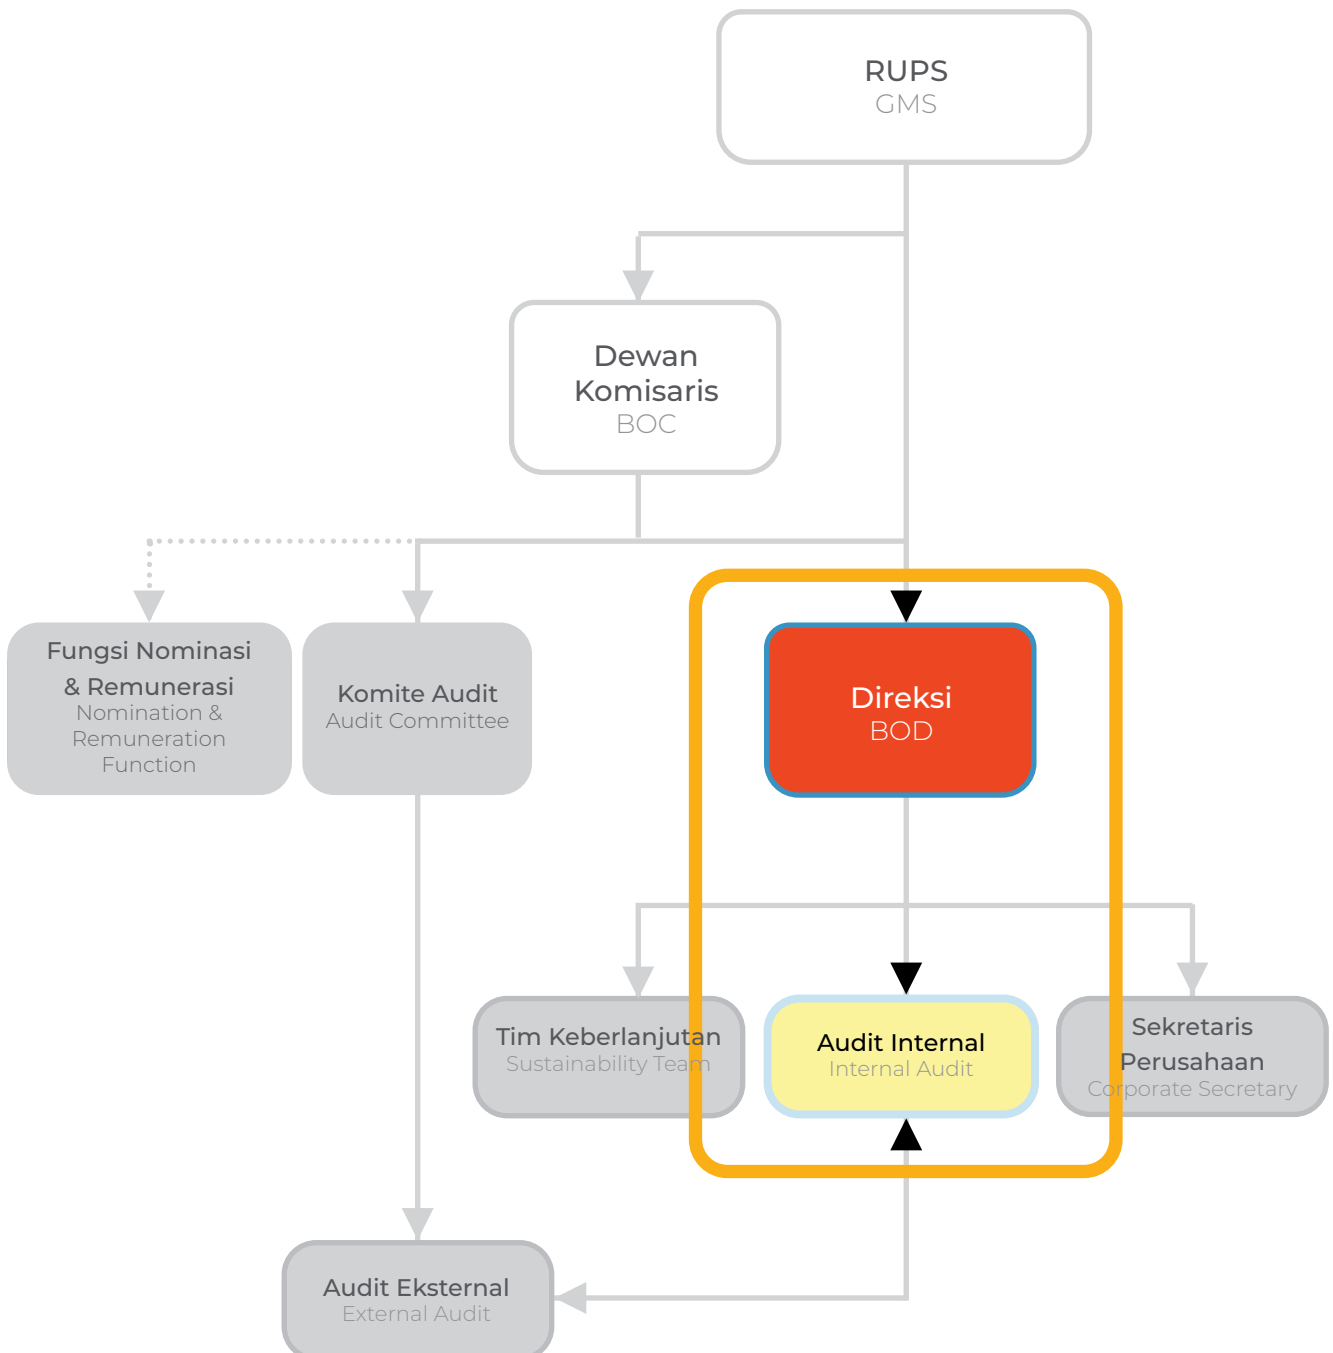 RUPS
GMS
Dewan
Komisaris
BOC
Fungsi Nominasi
& Remunerasi
Nomination &
Remuneration
Function
Komite Audit
Audit Committee
Direksi
BOD
Tim Keberlanjutan
Sustainability Team
Audit Internal
Internal Audit
Sekretaris
Perusahaan
Corporate Secretary
Audit Eksternal
External Audit